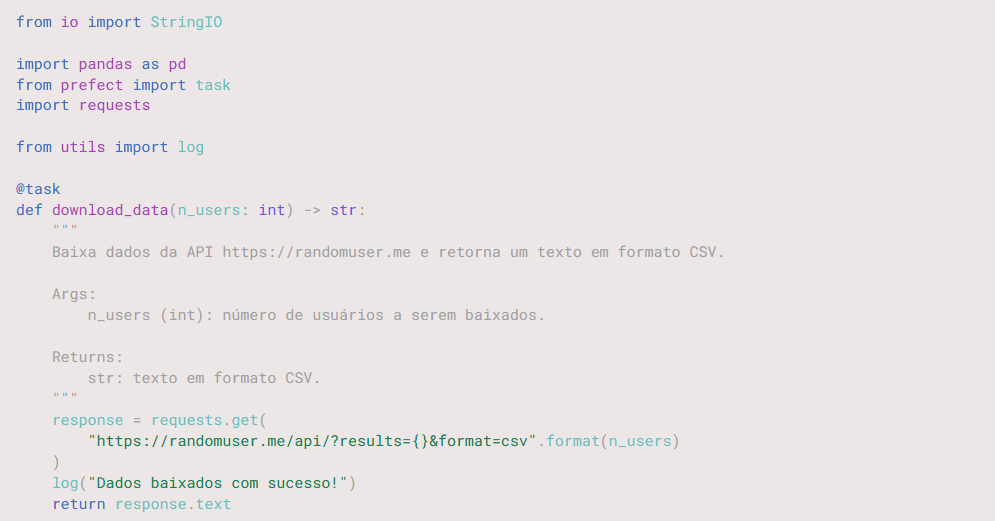 from io import StringIO

import pandas as pd
from prefect import task
import requests

from utils import log

@task
def download_data(n_users: int) -> str:
    """
    Baixa dados da API https://randomuser.me e retorna um texto em formato CSV.

    Args:
        n_users (int): número de usuários a serem baixados.

    Returns:
        str: texto em formato CSV.
    """
    response = requests.get(
        "https://randomuser.me/api/?results={}&format=csv".format(n_users)
    )
    log("Dados baixados com sucesso!")
    return response.text